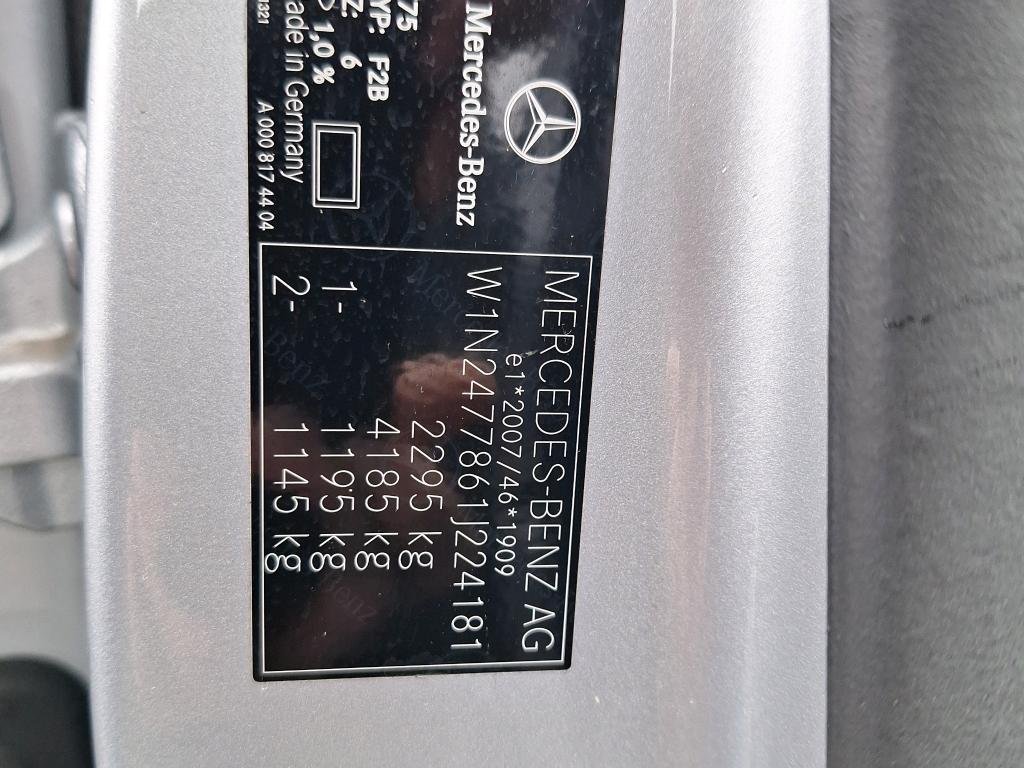 Mercedes-Benz
75
YP: F2B
Z: 6
1,0 %
ade in Germany
1321
A 000 817 44 04
MERCEDES-BENZ AG
e1*2007/46*1909
W1N2477861J224181
2295 kg
4185 kg
1- 1195 kg
2- 1145 kg